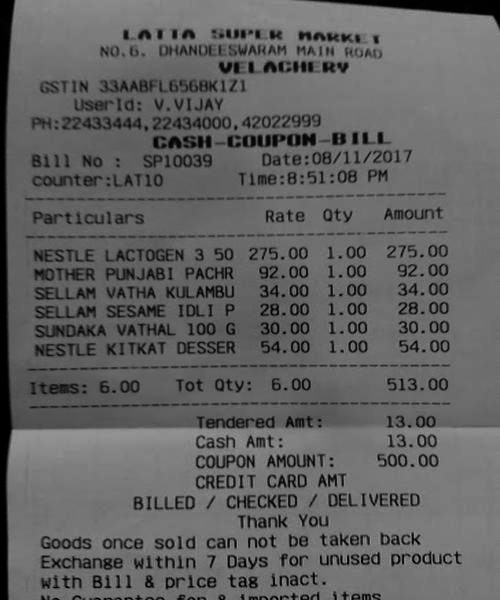 LATTA SUPER MARKET
NO.6. DHANDEESWARAM MAIN ROAD
VELACHERY
GSTIN 33AABFL6568K1Z1
UserId: V.VIJAY
PH:22433444,22434000,42022999
CASH-COUPON-BILL
Bill No : SP10039 Date:08/11/2017
counter:LAT10 Time:8:51:08 PM
Particulars Rate Qty Amount
NESTLE LACTOGEN 3 50 275.00 1.00 275.00
MOTHER PUNJABI PACHR 92.00 1.00 92.00
SELLAM VATHA KULAMBU 34.00 1.00 34.00
SELLAM SESAME IDLI P 28.00 1.00 28.00
SUNDAKA VATHAL 100 G 30.00 1.00 30.00
NESTLE KITKAT DESSER 54.00 1.00 54.00
Items: 6.00 Tot Qty: 6.00 513.00
Tendered Amt: 13.00
Cash Amt: 13.00
COUPON AMOUNT: 500.00
CREDIT CARD AMT
BILLED / CHECKED / DELIVERED
Thank You
Goods once sold can not be taken back
Exchange within 7 Days for unused product
with Bill & price tag inact.
No Guarantee for & imported items